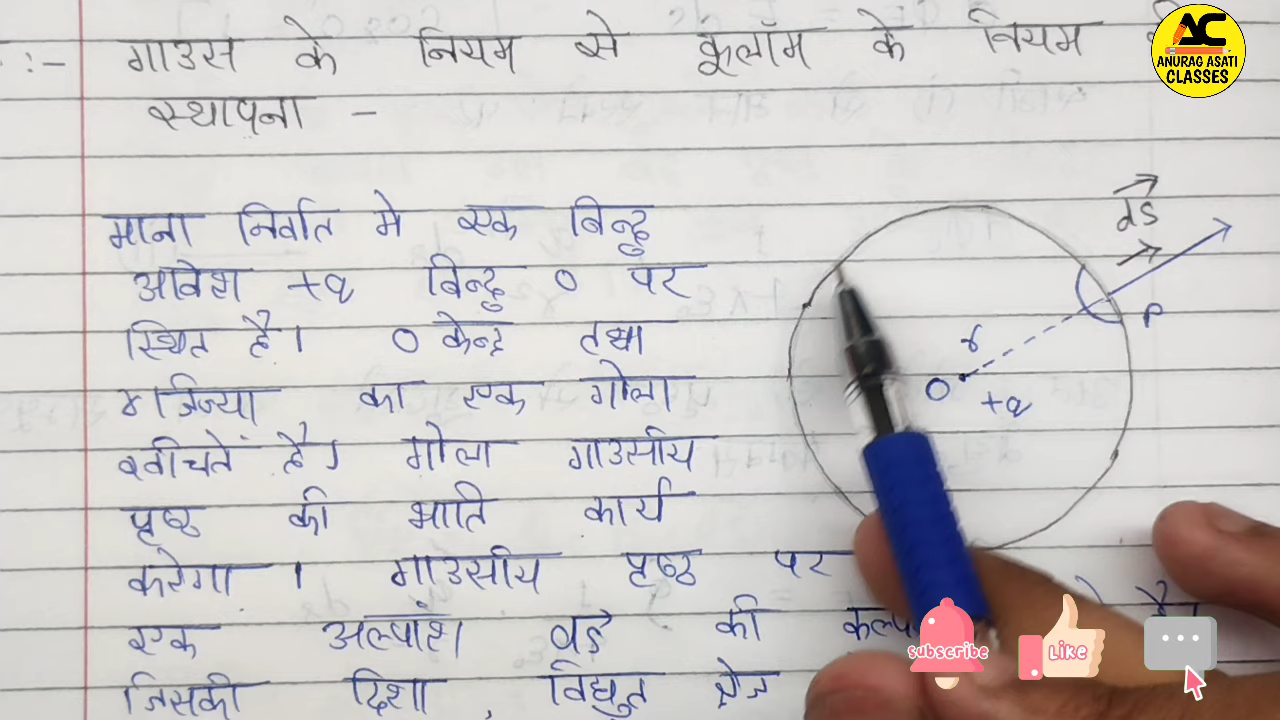 :- गाउस के नियम से कूलॉम के नियम
स्थापना -
माना निर्वात मे एक बिन्दु
आवेश +q बिन्दु O पर
स्थित है। O केन्द्र तथा
r त्रिज्या का एक गोला
खींचते है। गोला गाउसीय
पृष्ठ की भाति कार्य
करेगा । गाउसीय पृष्ठ पर
एक अल्पांश की
जिसकी दिशा , विद्युत
dS
P
r
O
+q
AC
ANURAG ASATI
CLASSES
subscribe
Like